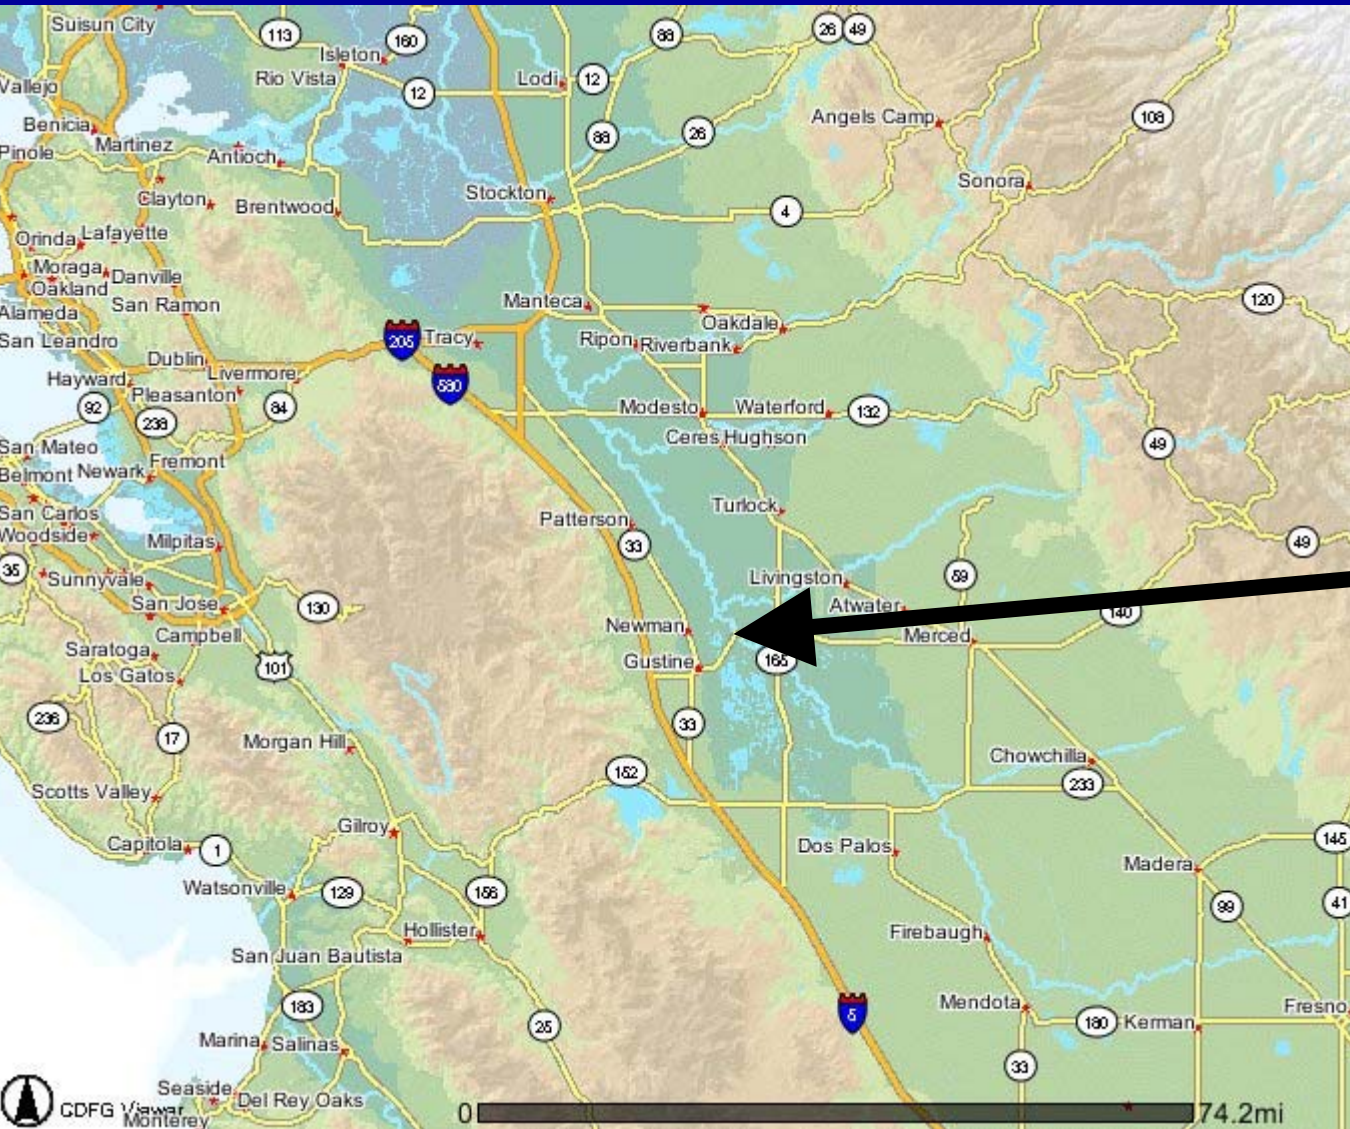 Suisun City
113
Isleton
160
Rio Vista
88
26
49
Vallejo
12
Lodi
12
Benicia
Martinez
Pinole
Antioch
88
26
Angels Camp
108
Clayton
Brentwood
Stockton
4
Sonora
Orinda
Lafayette
Moraga
Danville
Oakland
San Ramon
Alameda
San Leandro
Manteca
120
Oakdale
205
Tracy
Ripon
Riverbank
Dublin
Livermore
Hayward
Pleasanton
580
92
238
84
Modesto
Waterford
132
Ceres
Hughson
49
San Mateo
Fremont
Belmont
Newark
San Carlos
Turlock
Woodside
Milpitas
Patterson
33
49
35
Sunnyvale
Livingston
59
San Jose
130
Atwater
140
Campbell
Newman
Merced
Saratoga
101
Gustine
165
Los Gatos
236
17
Morgan Hill
33
152
Chowchilla
233
Scotts Valley
Gilroy
Capitola
1
Dos Palos
Madera
145
Watsonville
129
156
99
41
Hollister
Firebaugh
San Juan Bautista
183
25
5
Mendota
180
Kerman
Fresno
Marina
Salinas
33
Seaside
Del Rey Oaks
CDFG Viewer
Monterey
0
74.2mi